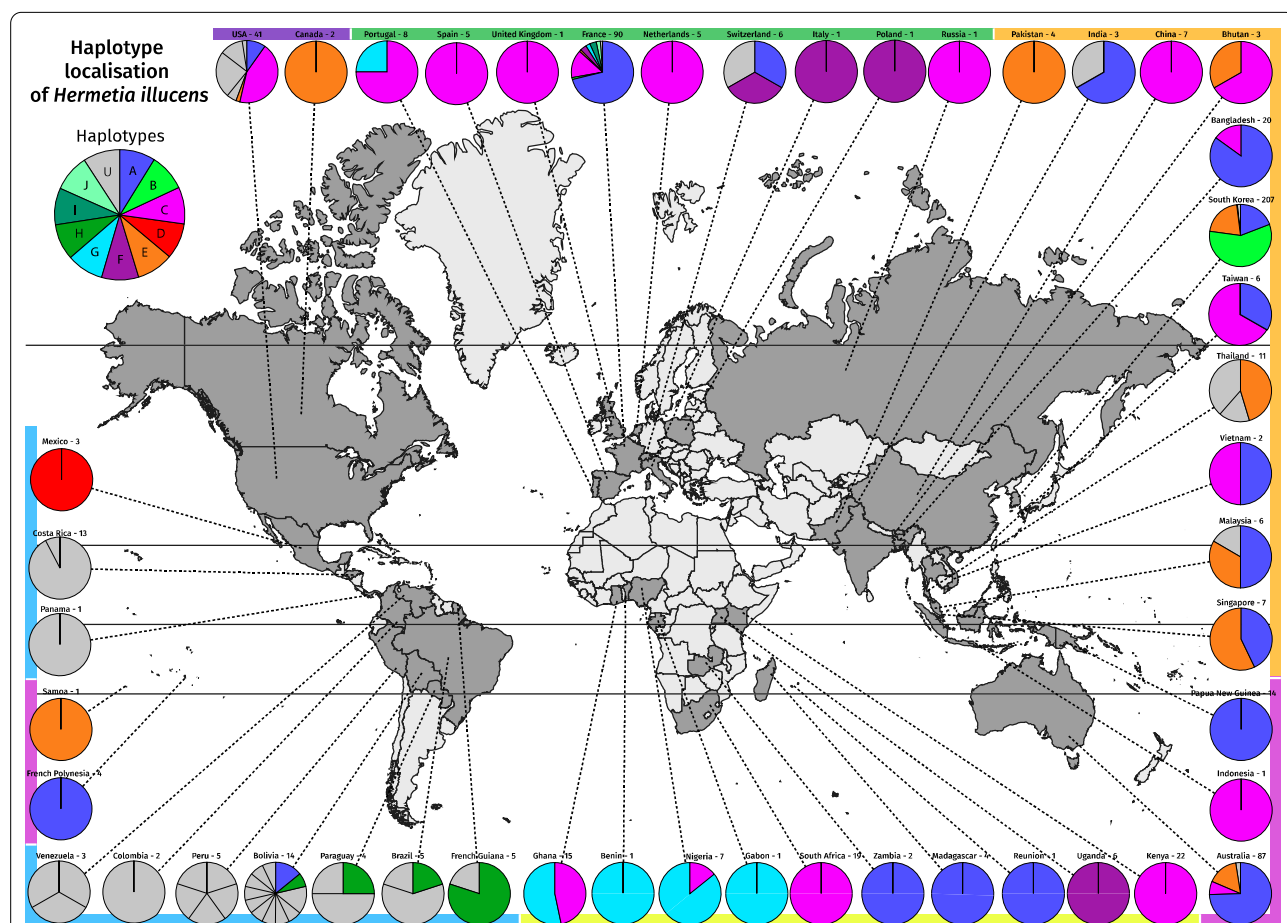 Haplotype
localisation
of Hermetia illucens
Haplotypes
U A
J B
I C
H D
G E
F
USA - 41
Canada - 2
Portugal - 8
Spain - 5
United Kingdom - 1
France - 90
Netherlands - 5
Switzerland - 6
Italy - 1
Poland - 1
Russia - 1
Pakistan - 4
India - 3
China - 7
Bhutan - 3
Bangladesh - 20
South Korea - 207
Taiwan - 6
Thailand - 11
Vietnam - 2
Malaysia - 6
Singapore - 7
Papua New Guinea - 14
Indonesia - 1
Australia - 87
Mexico - 3
Costa Rica - 13
Panama - 1
Samoa - 1
French Polynesia - 4
Venezuela - 3
Colombia - 2
Peru - 5
Paraguay - 4
Brazil - 5
French Guiana - 5
Ghana - 15
Benin - 1
Nigeria - 7
Gabon - 1
South Africa - 19
Zambia - 2
Madagascar - 4
Reunion - 1
Uganda - 6
Kenya - 22